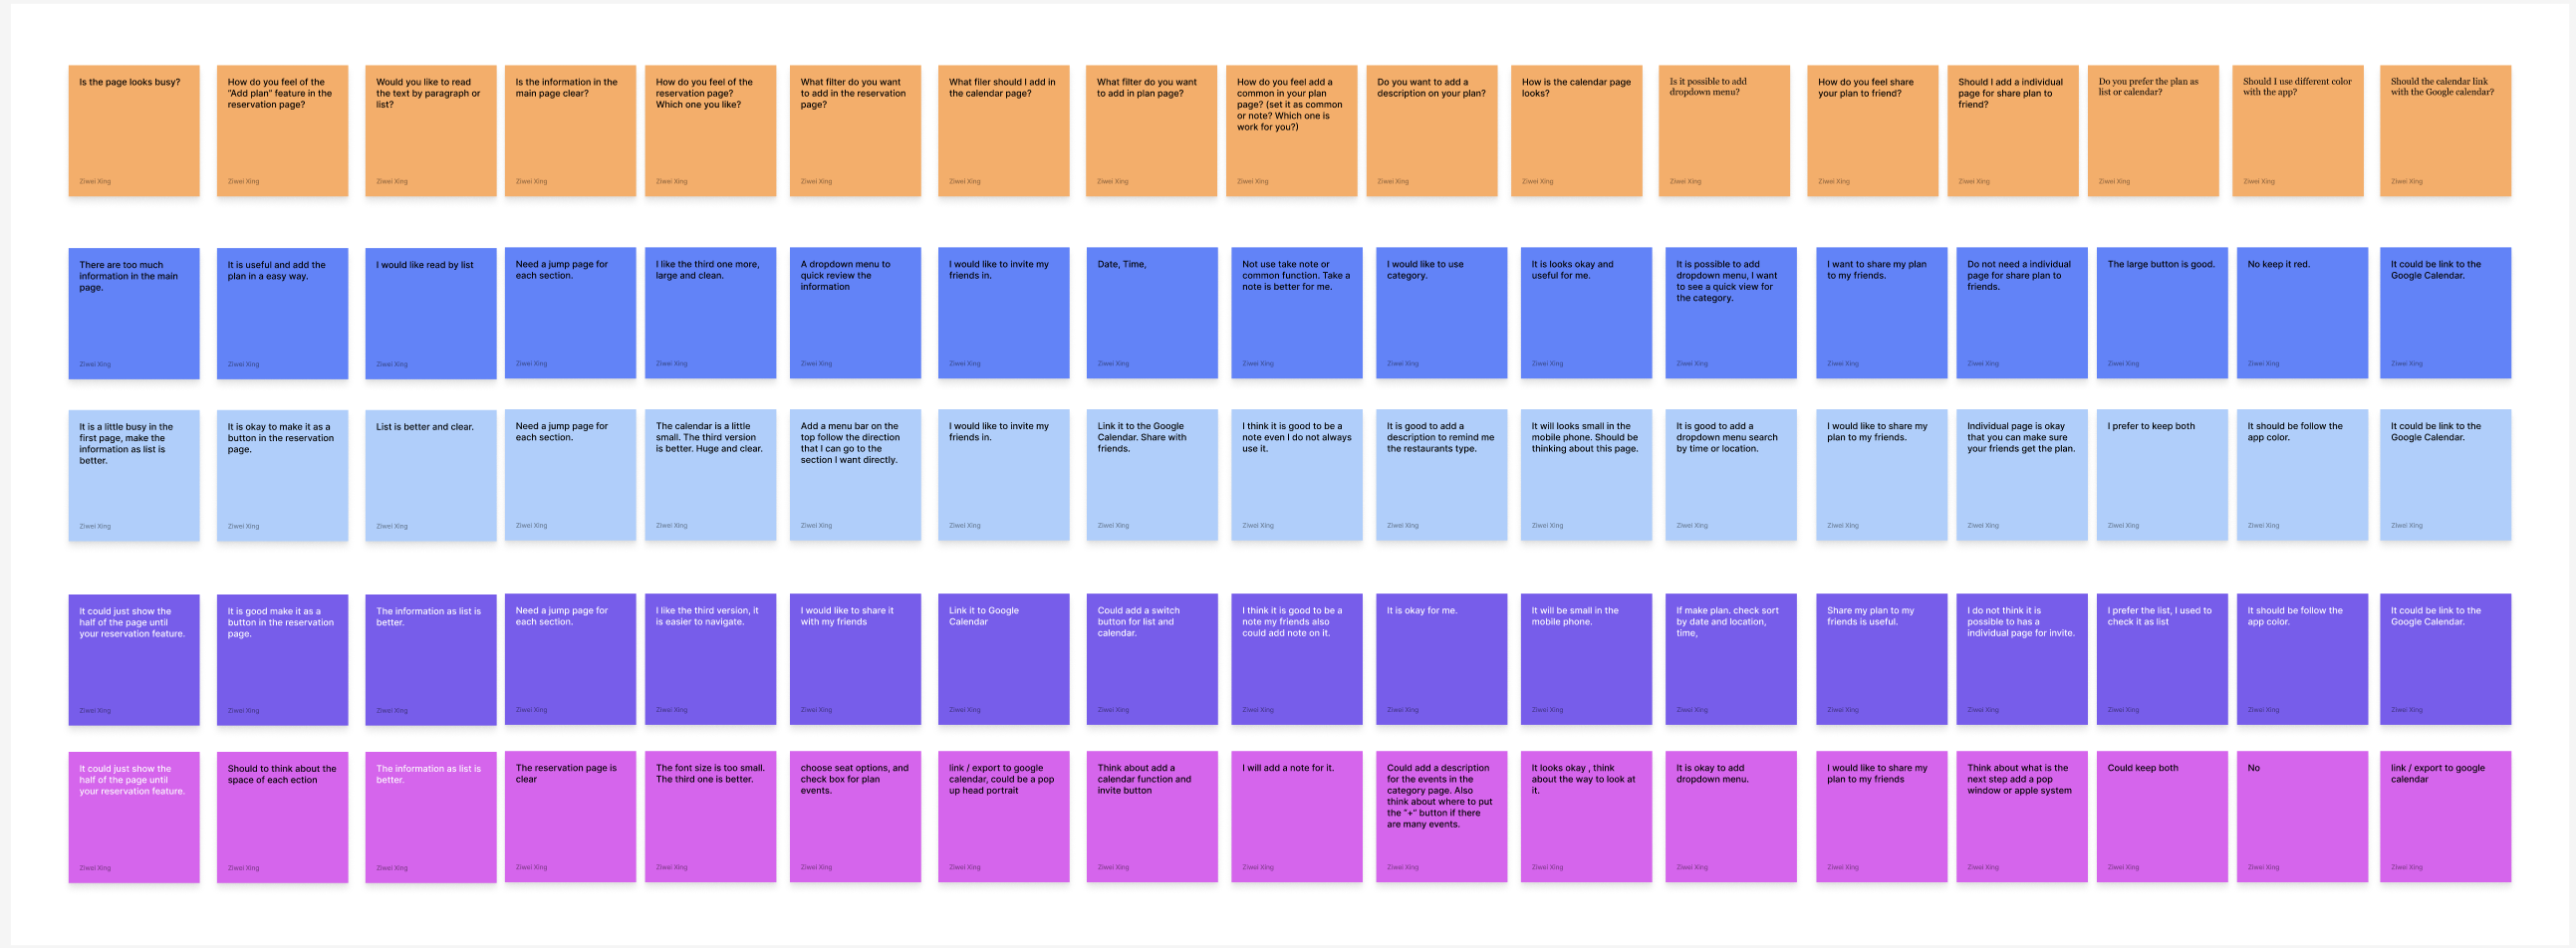 Is the page looks busy?
Ziwei Xing
How do you feel of the
"Add plan" feature in the
reservation page?
Ziwei Xing
Would you like to read
the text by paragraph or
list?
Ziwei Xing
Is the information in the
main page clear?
Ziwei Xing
How do you feel of the
reservation page?
Which one you like?
Ziwei Xing
What filter do you want
to add in the reservation
page?
Ziwei Xing
What filer should I add in
the calendar page?
Ziwei Xing
What filter do you want
to add in plan page?
Ziwei Xing
How do you feel add a
common in your plan
page? (set it as common
or note? Which one is
work for you?)
Ziwei Xing
Do you want to add a
description on your plan?
Ziwei Xing
How is the calendar page
looks?
Ziwei Xing
Is it possible to add
dropdown menu?
Ziwei Xing
How do you feel share
your plan to friend?
Ziwei Xing
Should I add a individual
page for share plan to
friend?
Ziwei Xing
Do you prefer the plan as
list or calendar?
Ziwei Xing
Should I use different color
with the app?
Ziwei Xing
Should the calendar link
with the Google calendar?
Ziwei Xing
There are too much
information in the main
page.
Ziwei Xing
It is useful and add the
plan in a easy way.
Ziwei Xing
I would like read by list
Ziwei Xing
Need a jump page for
each section.
Ziwei Xing
I like the third one more,
large and clean.
Ziwei Xing
A dropdown menu to
quick review the
information
Ziwei Xing
I would like to invite my
friends in.
Ziwei Xing
Date, Time,
Ziwei Xing
Not use take note or
common function. Take a
note is better for me.
Ziwei Xing
I would like to use
category.
Ziwei Xing
It is looks okay and
useful for me.
Ziwei Xing
It is possible to add
dropdown menu, I want
to see a quick view for
the category.
Ziwei Xing
I want to share my plan
to my friends.
Ziwei Xing
Do not need a individual
page for share plan to
friends.
Ziwei Xing
The large button is good.
Ziwei Xing
No keep it red.
Ziwei Xing
It could be link to the
Google Calendar.
Ziwei Xing
It is a little busy in the
first page, make the
information as list is
better.
Ziwei Xing
It is okay to make it as a
button in the reservation
page.
Ziwei Xing
List is better and clear.
Ziwei Xing
Need a jump page for
each section.
Ziwei Xing
The calendar is a little
small. The third version
is better. Huge and clear.
Ziwei Xing
Add a menu bar on the
top follow the direction
that I can go to the
section I want directly.
Ziwei Xing
I would like to invite my
friends in.
Ziwei Xing
Link it to the Google
Calendar. Share with
friends.
Ziwei Xing
I think it is good to be a
note even I do not always
use it.
Ziwei Xing
It is good to add a
description to remind me
the restaurants type.
Ziwei Xing
It will looks small in the
mobile phone. Should be
thinking about this page.
Ziwei Xing
It is good to add a
dropdown menu search
by time or location.
Ziwei Xing
I would like to share my
plan to my friends.
Ziwei Xing
Individual page is okay
that you can make sure
your friends get the plan.
Ziwei Xing
I prefer to keep both
Ziwei Xing
It should be follow the
app color.
Ziwei Xing
It could be link to the
Google Calendar.
Ziwei Xing
It could just show the
half of the page until
your reservation feature.
Ziwei Xing
It is good make it as a
button in the reservation
page.
Ziwei Xing
The information as list is
better.
Ziwei Xing
Need a jump page for
each section.
Ziwei Xing
I like the third version, it
is easier to navigate.
Ziwei Xing
I would like to share it
with my friends
Ziwei Xing
Link it to Google
Calendar
Ziwei Xing
Could add a switch
button for list and
calendar.
Ziwei Xing
I think it is good to be a
note my friends also
could add note on it.
Ziwei Xing
It is okay for me.
Ziwei Xing
It will be small in the
mobile phone.
Ziwei Xing
If make plan. check sort
by date and location,
time,
Ziwei Xing
Share my plan to my
friends is useful.
Ziwei Xing
I do not think it is
possible to has a
individual page for invite.
Ziwei Xing
I prefer the list, I used to
check it as list
Ziwei Xing
It should be follow the
app color.
Ziwei Xing
It could be link to the
Google Calendar.
Ziwei Xing
It could just show the
half of the page until
your reservation feature.
Ziwei Xing
Should to think about the
space of each ection
Ziwei Xing
The information as list is
better.
Ziwei Xing
The reservation page is
clear
Ziwei Xing
The font size is too small.
The third one is better.
Ziwei Xing
choose seat options, and
check box for plan
events.
Ziwei Xing
link / export to google
calendar, could be a pop
up head portrait
Ziwei Xing
Think about add a
calendar function and
invite button
Ziwei Xing
I will add a note for it.
Ziwei Xing
Could add a description
for the events in the
category page. Also
think about where to put
the "+" button if there
are many events.
Ziwei Xing
It looks okay , think
about the way to look at
it.
Ziwei Xing
It is okay to add
dropdown menu.
Ziwei Xing
I would like to share my
plan to my friends
Ziwei Xing
Think about what is the
next step add a pop
window or apple system
Ziwei Xing
Could keep both
Ziwei Xing
No
Ziwei Xing
link / export to google
calendar
Ziwei Xing